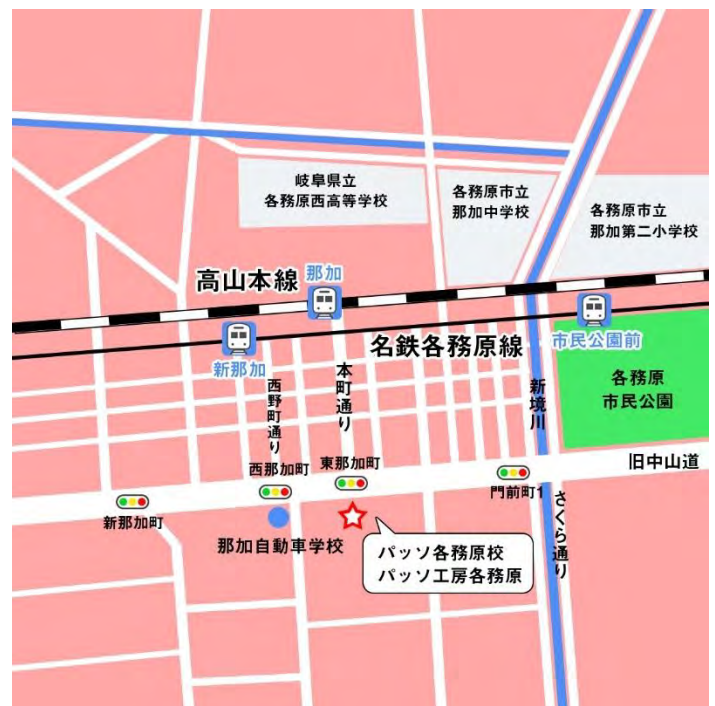 岐阜県立
各務原西高等学校
各務原市立
那加中学校
各務原市立
那加第二小学校
高山本線
那加
新那加
名鉄各務原線
市民公園前
各務原
市民公園
西野町通り
本町通り
新境川
旧中山道
西那加町
東那加町
門前町1
新那加町
さくら通り
那加自動車学校
パッソ各務原校
パッソ工房各務原